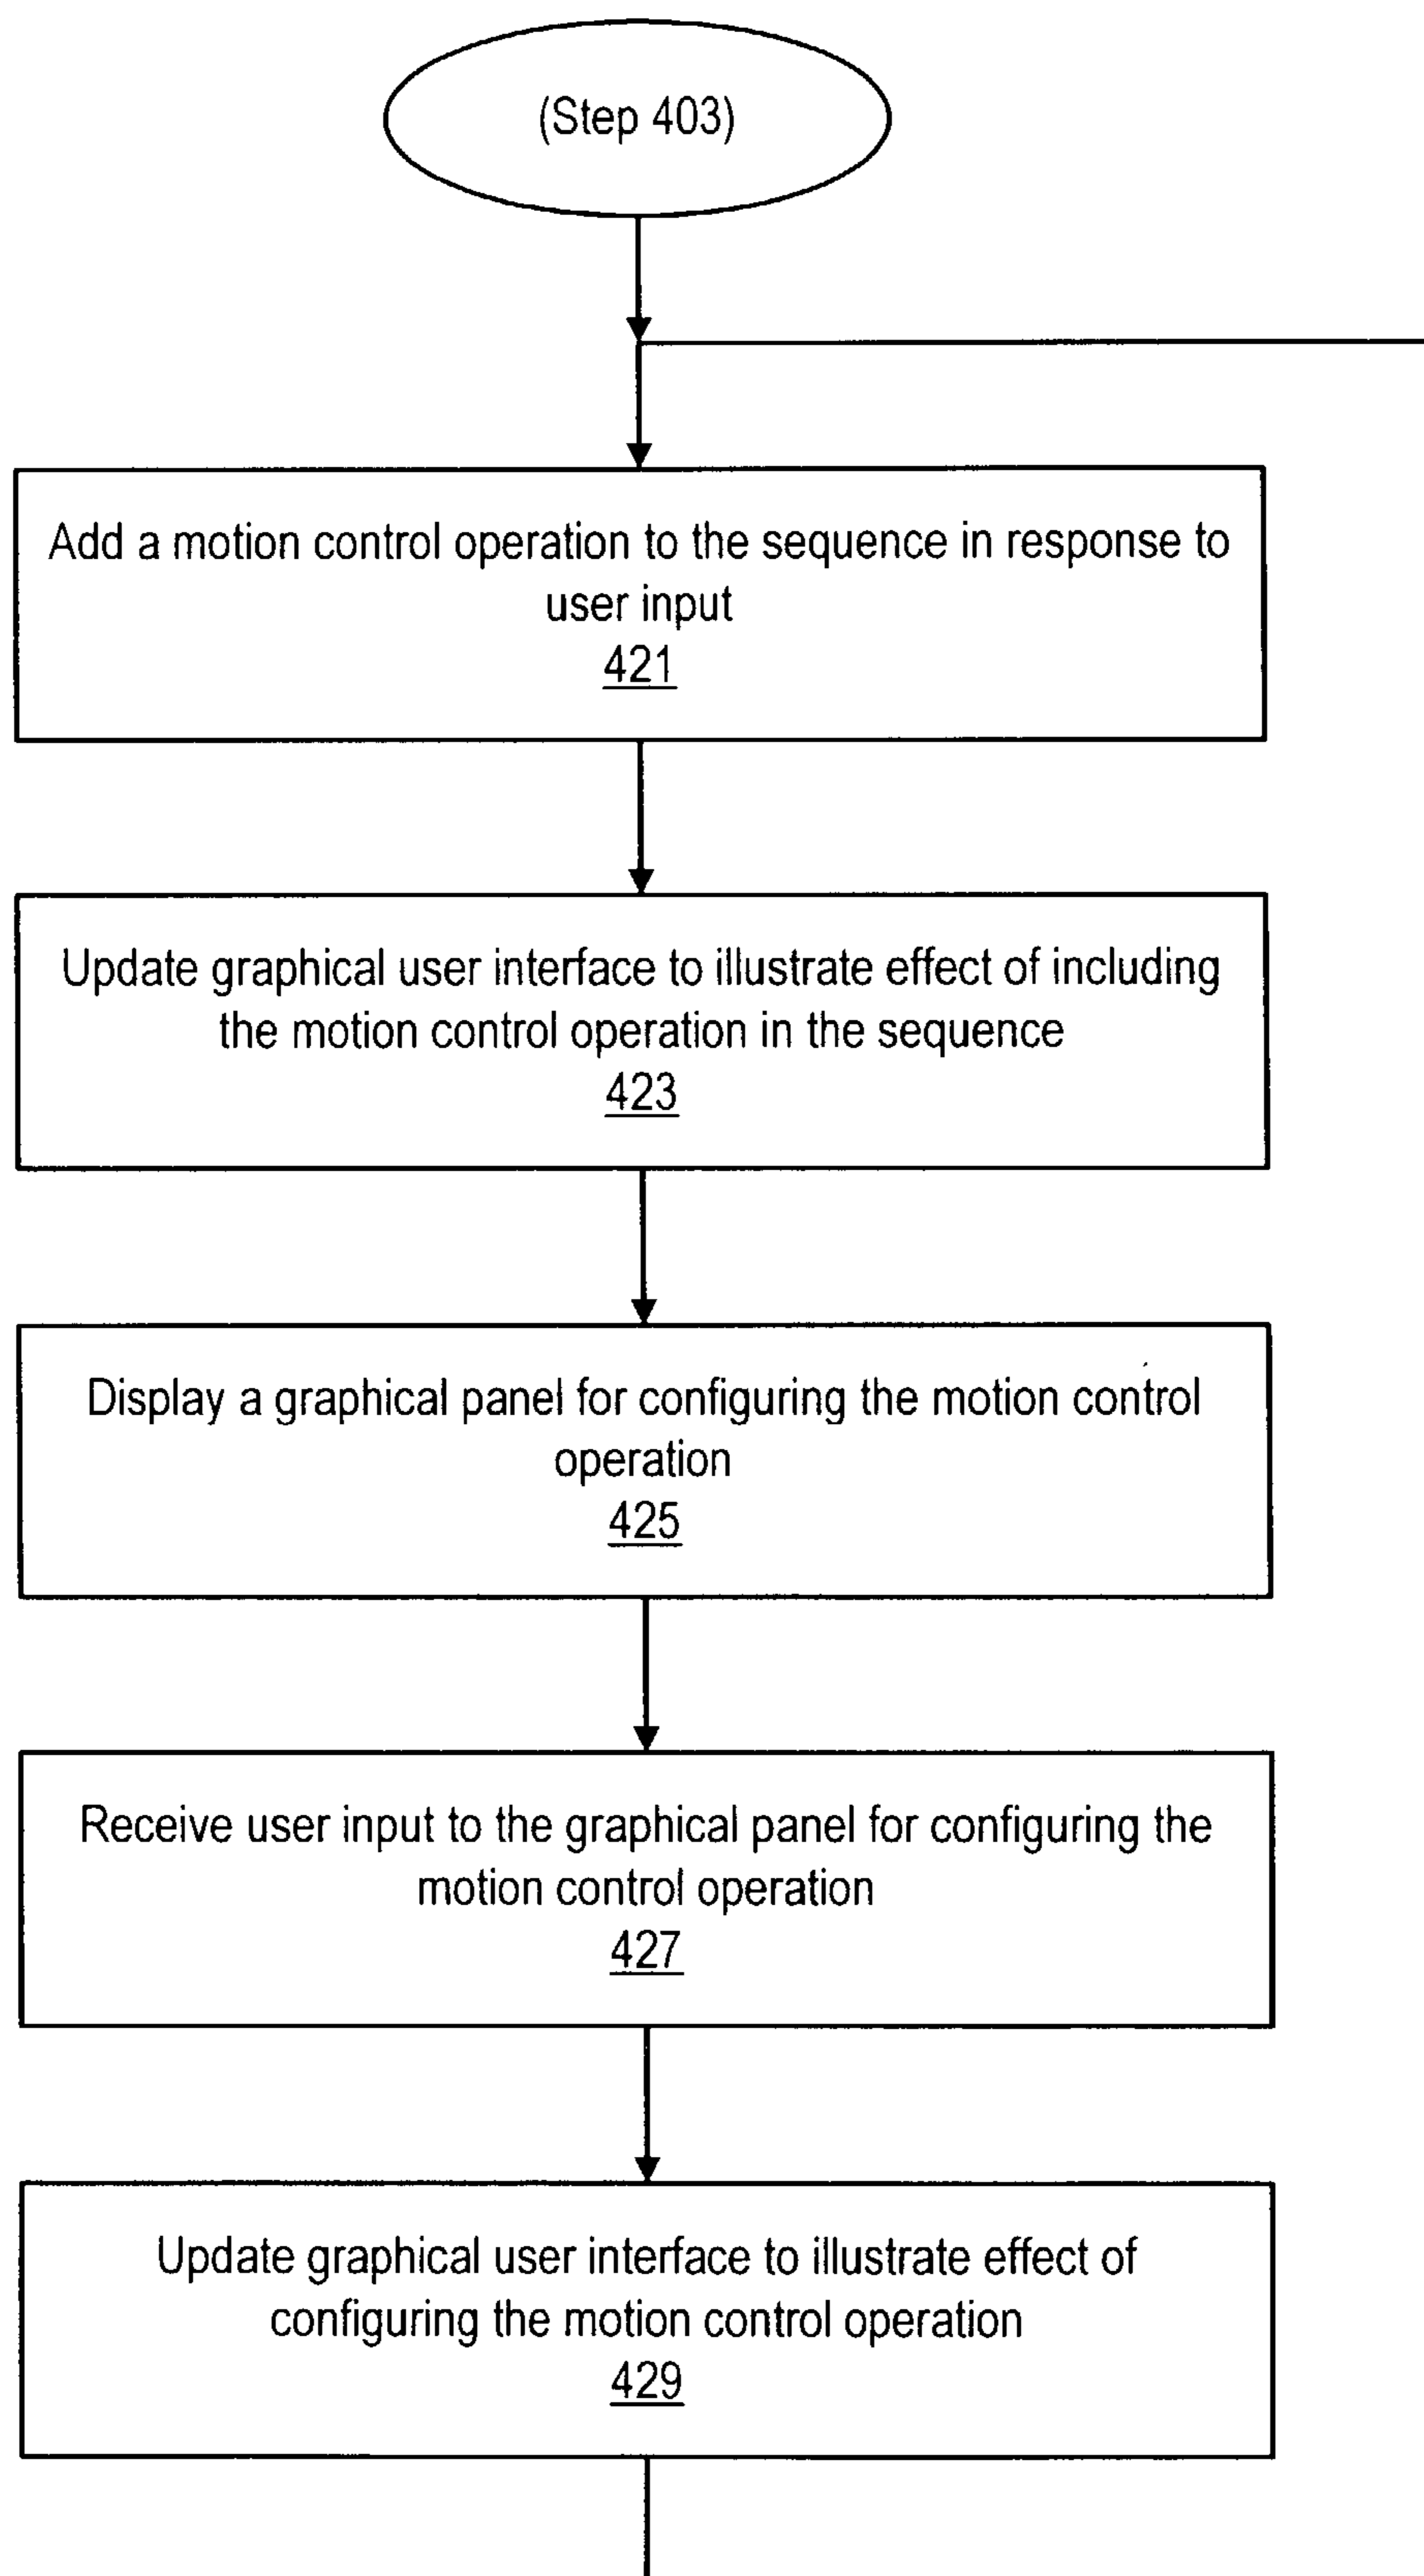 (Step 403)
Add a motion control operation to the sequence in response to
user input
421
Update graphical user interface to illustrate effect of including
the motion control operation in the sequence
423
Display a graphical panel for configuring the motion control
operation
425
Receive user input to the graphical panel for configuring the
motion control operation
427
Update graphical user interface to illustrate effect of
configuring the motion control operation
429